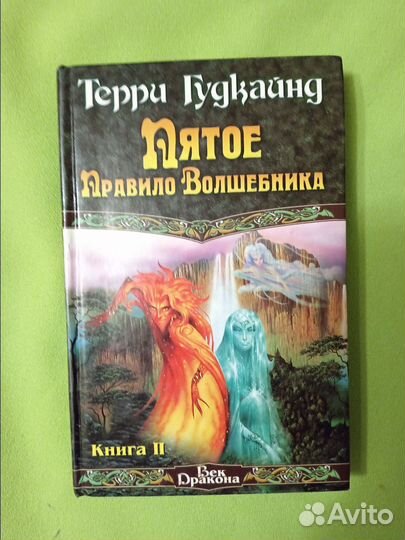 Терри Гудкайнд
Пятое
Правило Волшебника
Книга II
Век
Дракона
Avito